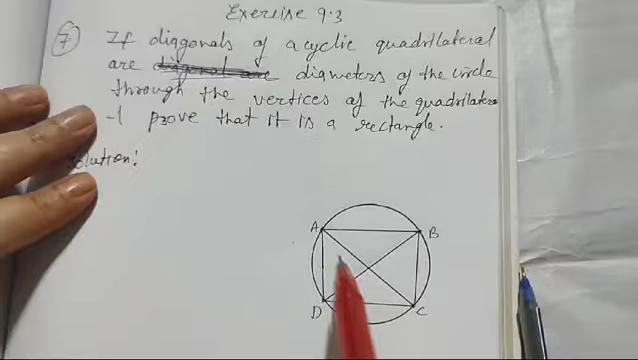 Exercise 9.3
7 If diagonals of a cyclic quadrilateral
are diameters of the circle
through the vertices of the quadrilatera
-l prove that it is a rectangle.
Solution:
A B
D C